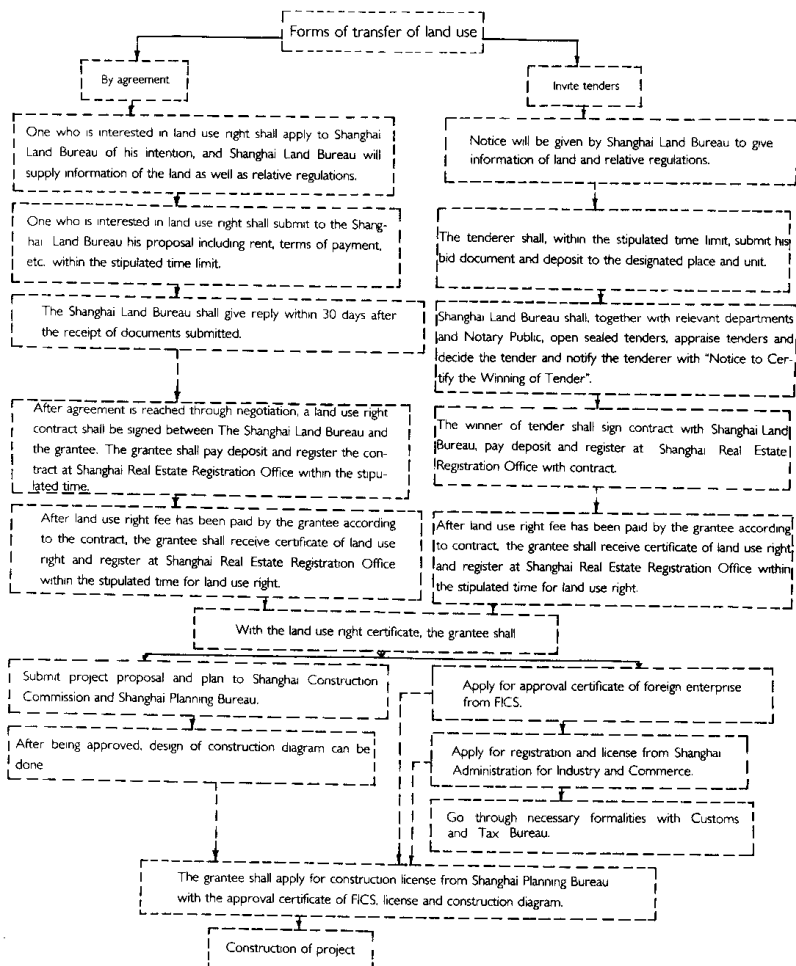 Forms of transfer of land use
By agreement
Invite tenders
One who is interested in land use right shall apply to Shanghai
Land Bureau of his intention, and Shanghai Land Bureau will
supply information of the land as well as relative regulations.
Notice will be given by Shanghai Land Bureau to give
information of land and relative regulations.
One who is interested in land use right shall submit to the Shang-
hai Land Bureau his proposal including rent, terms of payment,
etc. within the stipulated time limit.
The tenderer shall, within the stipulated time limit, submit his
bid document and deposit to the designated place and unit.
The Shanghai Land Bureau shall give reply within 30 days after
the receipt of documents submitted.
Shanghai Land Bureau shall, together with relevant departments
and Notary Public, open sealed tenders, appraise tenders and
decide the tender and notify the tenderer with "Notice to Cer-
tify the Winning of Tender".
After agreement is reached through negotiation, a land use right
contract shall be signed between The Shanghai Land Bureau and
the grantee. The grantee shall pay deposit and register the con-
tract at Shanghai Real Estate Registration Office within the stipu-
lated time.
The winner of tender shall sign contract with Shanghai Land
Bureau, pay deposit and register at Shanghai Real Estate
Registration Office with contract.
After land use right fee has been paid by the grantee according
to the contract, the grantee shall receive certificate of land use
right and register at Shanghai Real Estate Registration Office
within the stipulated time for land use right.
After land use right fee has been paid by the grantee according
to contract, the grantee shall receive certificate of land use right
and register at Shanghai Real Estate Registration Office within
the stipulated time for land use right.
With the land use right certificate, the grantee shall
Submit project proposal and plan to Shanghai Construction
Commission and Shanghai Planning Bureau.
Apply for approval certificate of foreign enterprise
from FICS.
After being approved, design of construction diagram can be
done
Apply for registration and license from Shanghai
Administration for Industry and Commerce.
Go through necessary formalities with Customs
and Tax Bureau.
The grantee shall apply for construction license from Shanghai Planning Bureau
with the approval certificate of FICS, license and construction diagram.
Construction of project